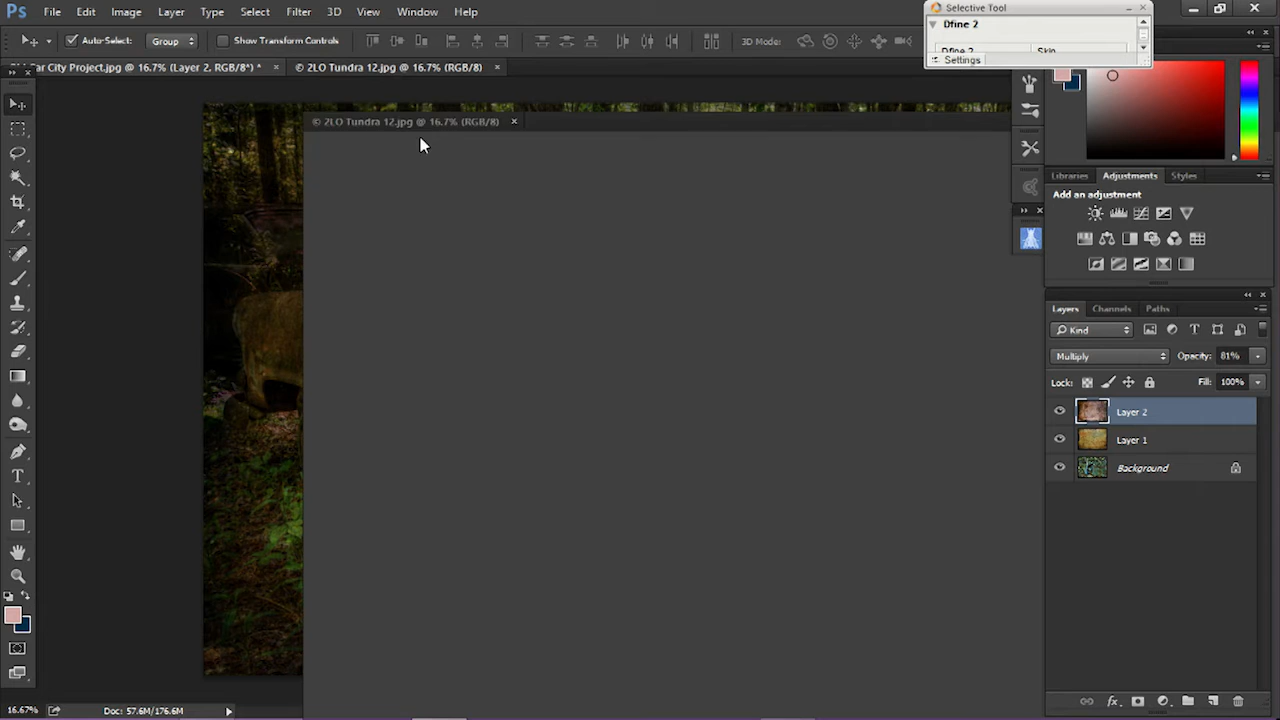 Ps File Edit Image Layer Type Select Filter 3D View Window Help
Selective Tool
Dfine 2
Dfine 2 Skin
Settings
Auto-Select: Group Show Transform Controls 3D Mode:
ar City Project.jpg @ 16.7% (Layer 2, RGB/8*) * × © 2LO Tundra 12.jpg @ 16.7% (RGB/8) ×
© 2LO Tundra 12.jpg @ 16.7% (RGB/8) ×
Libraries Adjustments Styles
Add an adjustment
Layers Channels Paths
Kind
Multiply Opacity: 81%
Lock: Fill: 100%
Layer 2
Layer 1
Background
16.67% Doc: 57.6M/176.6M